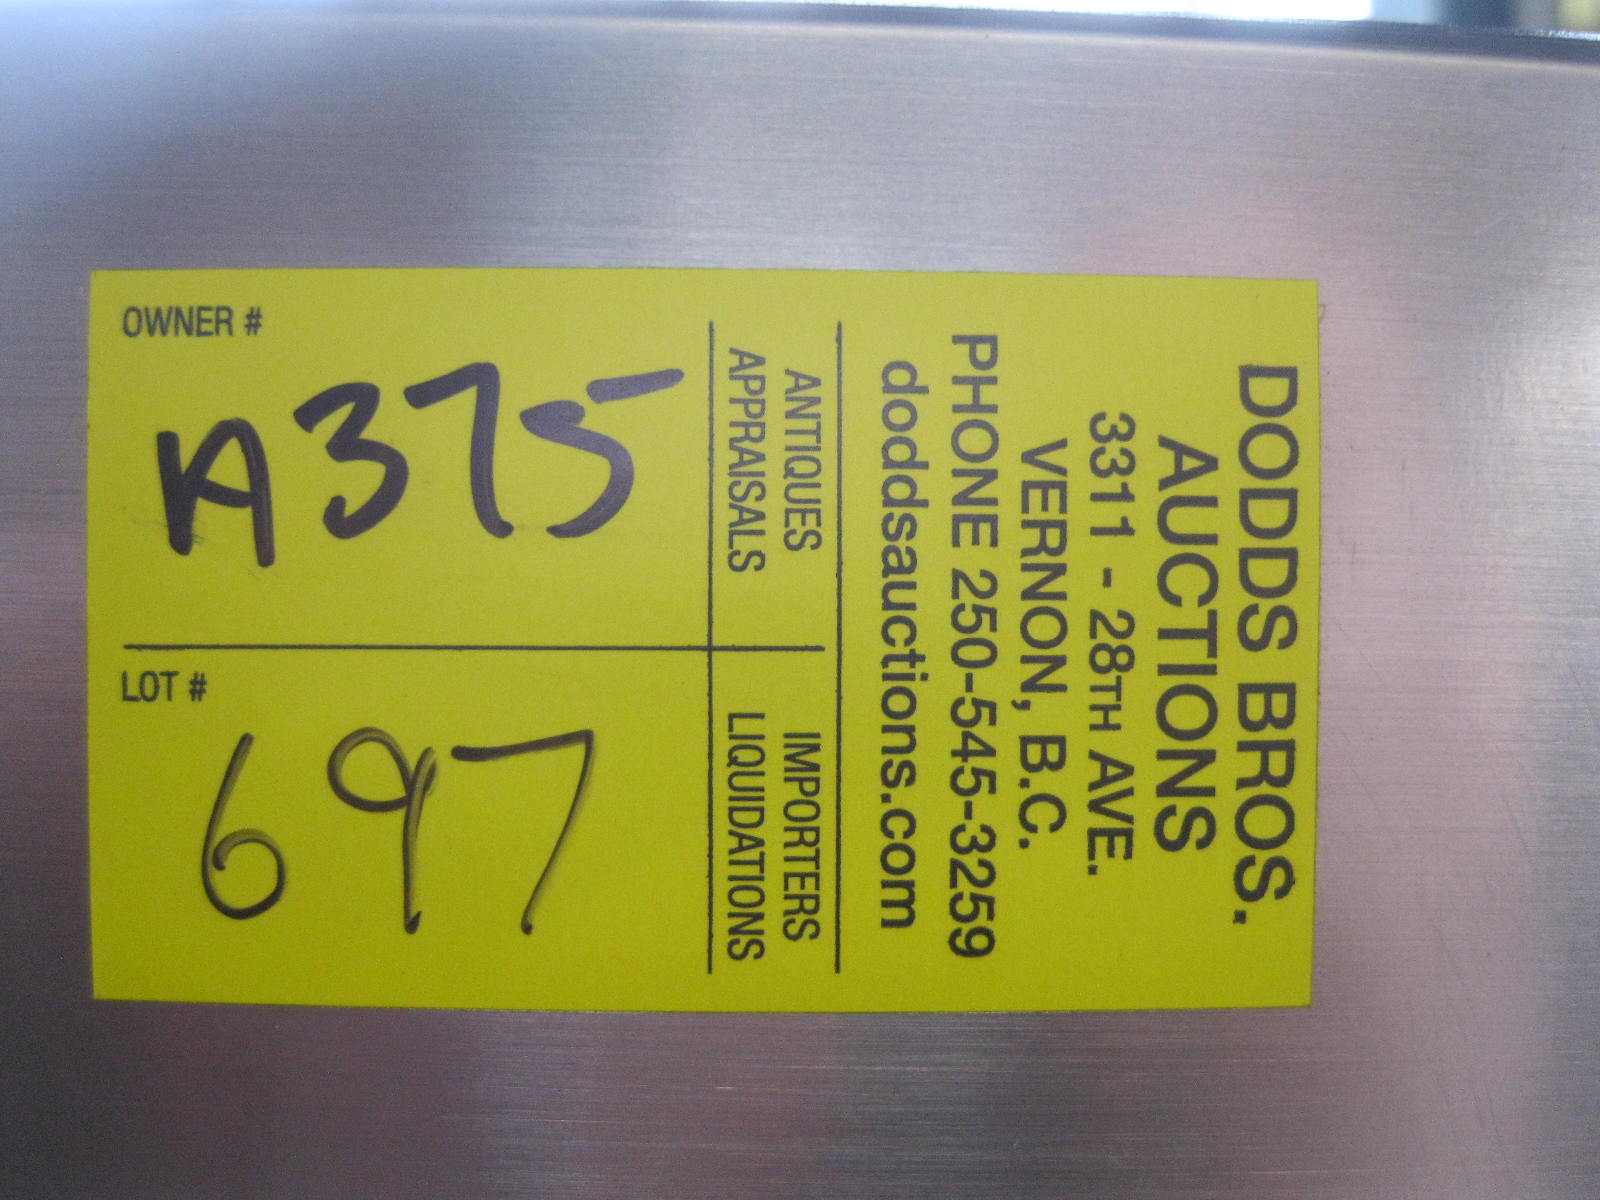 DODDS BROS.
AUCTIONS
3311 - 28TH AVE.
VERNON, B.C.
PHONE 250-545-3259
doddsauctions.com
ANTIQUES
APPRAISALS
IMPORTERS
LIQUIDATIONS
OWNER #
A375
LOT #
697